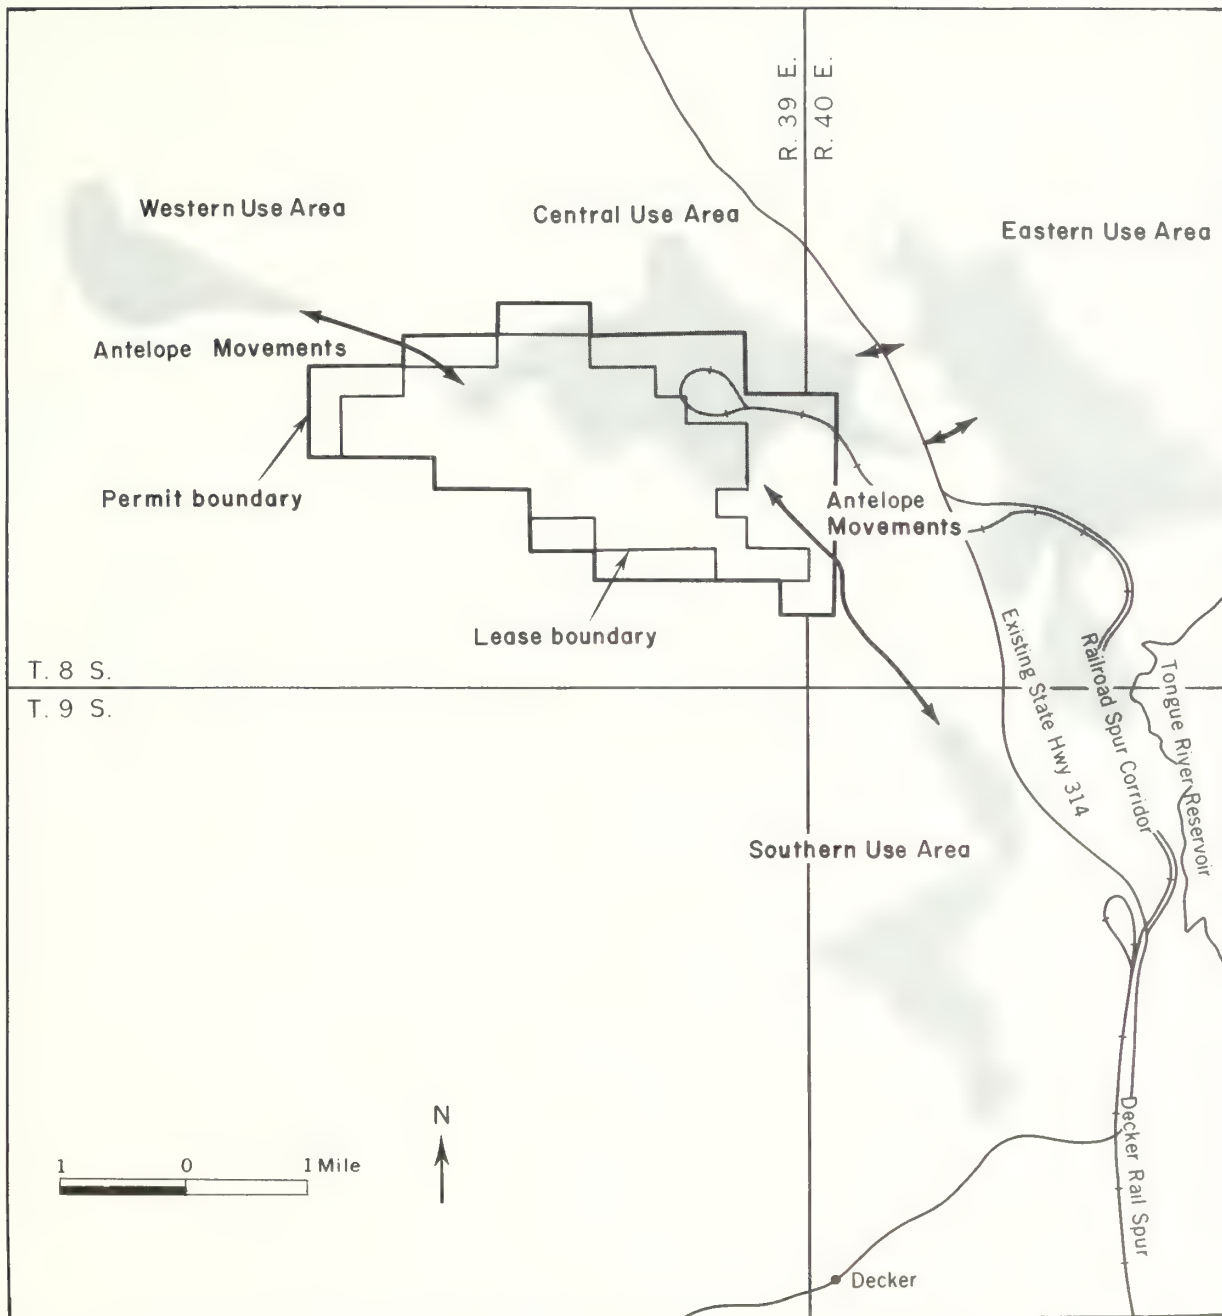 R. 39 E.
R. 40 E.
Western Use Area
Central Use Area
Eastern Use Area
Antelope Movements
Permit boundary
Antelope
Movements
Lease boundary
T. 8 S.
T. 9 S.
Existing State Hwy 314
Railroad Spur Corridor
Tongue River Reservoir
Southern Use Area
N
1 0 1 Mile
Decker Rail Spur
Decker